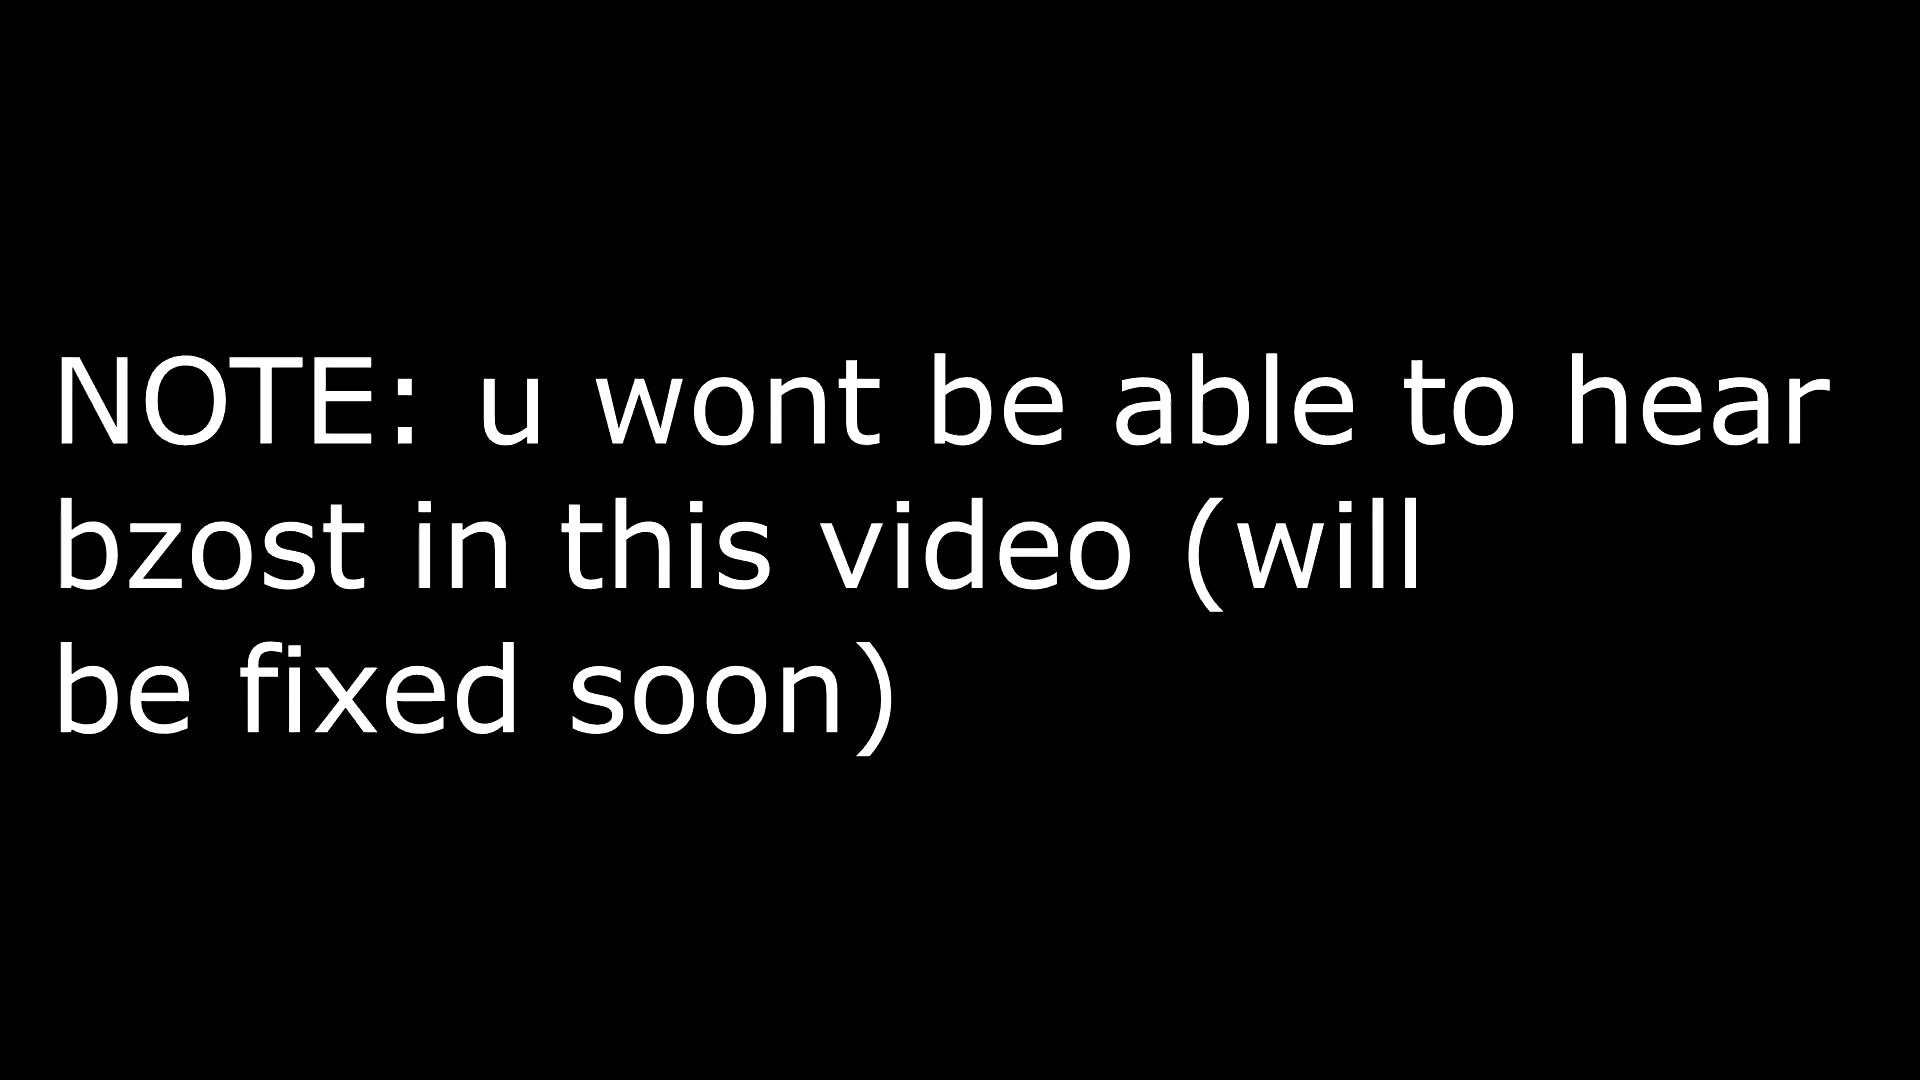 NOTE: u wont be able to hear
bzost in this video (will
be fixed soon)